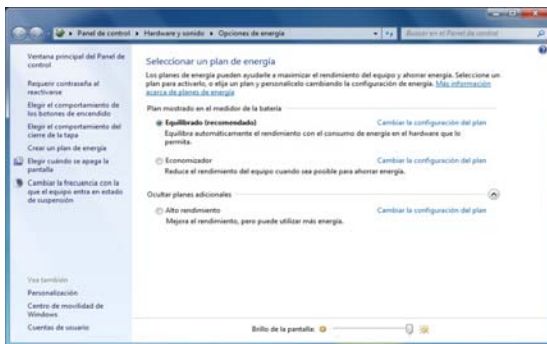 Panel de control ▸ Hardware y sonido ▸ Opciones de energía
Buscar en el Panel de control
Ventana principal del Panel de
control
Requerir contraseña al
reactivarse
Elegir el comportamiento de
los botones de encendido
Elegir el comportamiento del
cierre de la tapa
Crear un plan de energía
Elegir cuándo se apaga la
pantalla
Cambiar la frecuencia con la
que el equipo entra en estado
de suspensión
Vea también
Personalización
Centro de movilidad de
Windows
Cuentas de usuario
Seleccionar un plan de energía
Los planes de energía pueden ayudarle a maximizar el rendimiento del equipo y ahorrar energía. Seleccione un
plan para activarlo, o elija un plan y personalícelo cambiando la configuración de energía. Más información
acerca de planes de energía
Plan mostrado en el medidor de la batería
Equilibrado (recomendado) Cambiar la configuración del plan
Equilibra automáticamente el rendimiento con el consumo de energía en el hardware que lo
permita.
Economizador Cambiar la configuración del plan
Reduce el rendimiento del equipo cuando sea posible para ahorrar energía.
Ocultar planes adicionales
Alto rendimiento Cambiar la configuración del plan
Mejora el rendimiento, pero puede utilizar más energía.
Brillo de la pantalla: